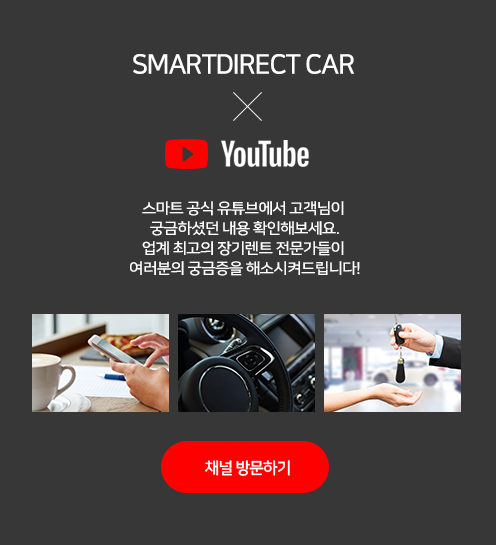 SMARTDIRECT CAR
YouTube
스마트 공식 유튜브에서 고객님이
궁금하셨던 내용 확인해보세요.
업계 최고의 장기렌트 전문가들이
여러분의 궁금증을 해소시켜드립니다!
채널 방문하기